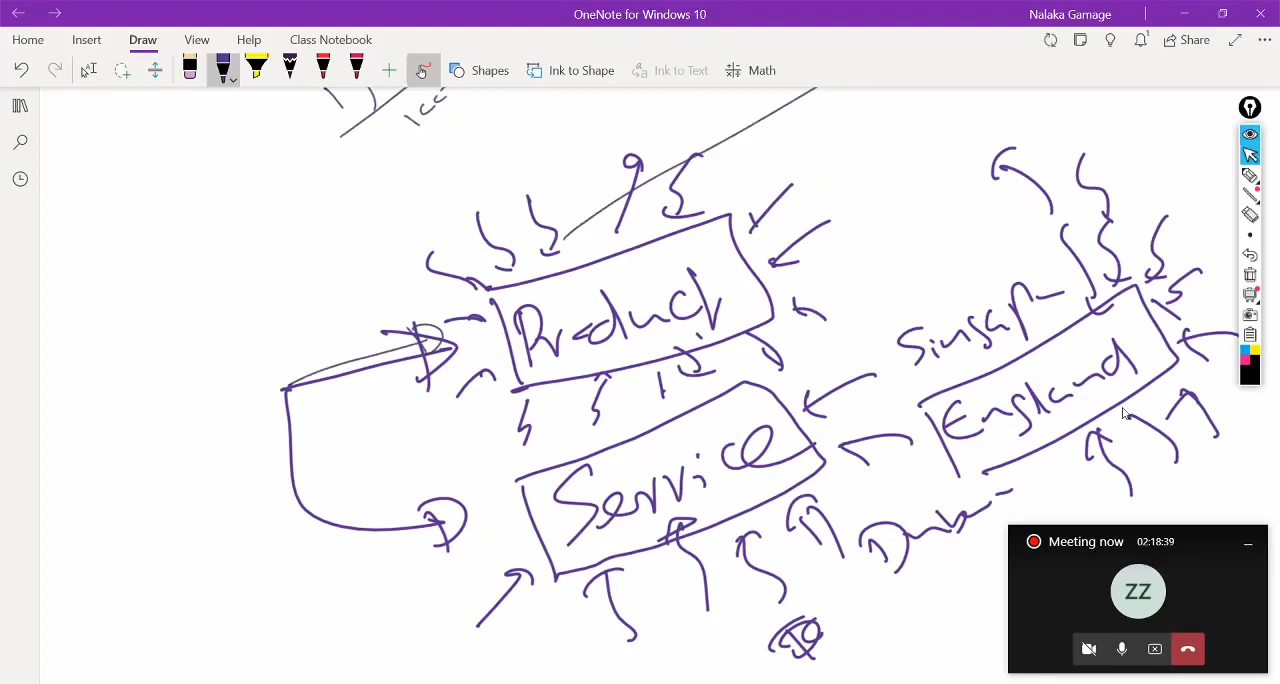 OneNote for Windows 10
Nalaka Gamage
Home Insert Draw View Help Class Notebook
Share
Shapes
Ink to Shape
Ink to Text
Math
Product
Singap
England
Service
Meeting now 02:18:39
ZZ